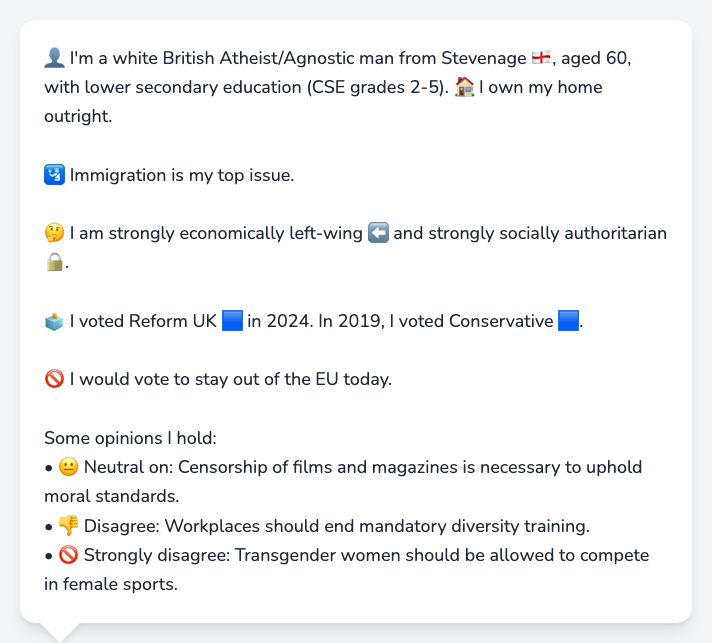 👤 I'm a white British Atheist/Agnostic man from Stevenage 🏴󠁧󠁢󠁥󠁮󠁧󠁿, aged 60,
with lower secondary education (CSE grades 2-5). 🏠 I own my home
outright.
🛂 Immigration is my top issue.
🤔 I am strongly economically left-wing ⬅️ and strongly socially authoritarian
🔒.
🗳️ I voted Reform UK 🟦 in 2024. In 2019, I voted Conservative 🟦.
🚫 I would vote to stay out of the EU today.
Some opinions I hold:
• 😐 Neutral on: Censorship of films and magazines is necessary to uphold
moral standards.
• 👎 Disagree: Workplaces should end mandatory diversity training.
• 🚫 Strongly disagree: Transgender women should be allowed to compete
in female sports.